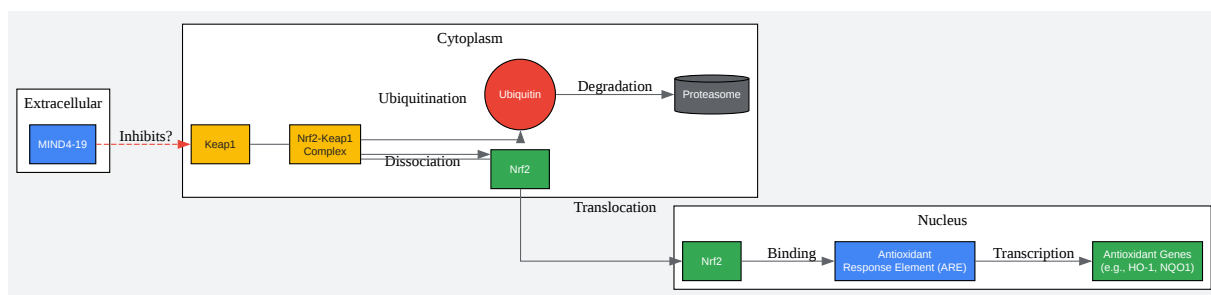 Cytoplasm
Extracellular
MIND4-19
Inhibits?
Keap1
Nrf2-Keap1
Complex
Ubiquitination
Dissociation
Ubiquitin
Nrf2
Degradation
Proteasome
Translocation
Nucleus
Nrf2
Binding
Antioxidant
Response Element (ARE)
Transcription
Antioxidant Genes
(e.g., HO-1, NQO1)